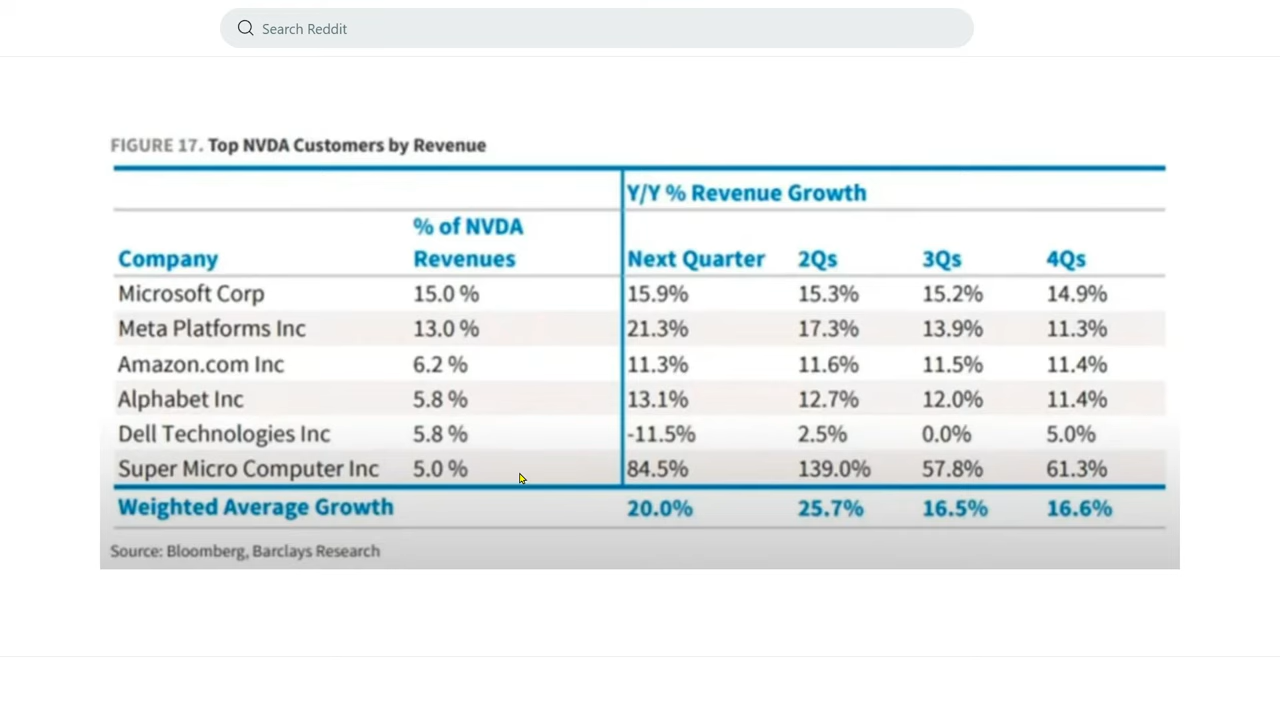 Search Reddit
FIGURE 17. Top NVDA Customers by Revenue
Y/Y % Revenue Growth
% of NVDA
Company Revenues Next Quarter 2Qs 3Qs 4Qs
Microsoft Corp 15.0 % 15.9% 15.3% 15.2% 14.9%
Meta Platforms Inc 13.0 % 21.3% 17.3% 13.9% 11.3%
Amazon.com Inc 6.2 % 11.3% 11.6% 11.5% 11.4%
Alphabet Inc 5.8 % 13.1% 12.7% 12.0% 11.4%
Dell Technologies Inc 5.8 % -11.5% 2.5% 0.0% 5.0%
Super Micro Computer Inc 5.0 % 84.5% 139.0% 57.8% 61.3%
Weighted Average Growth 20.0% 25.7% 16.5% 16.6%
Source: Bloomberg, Barclays Research